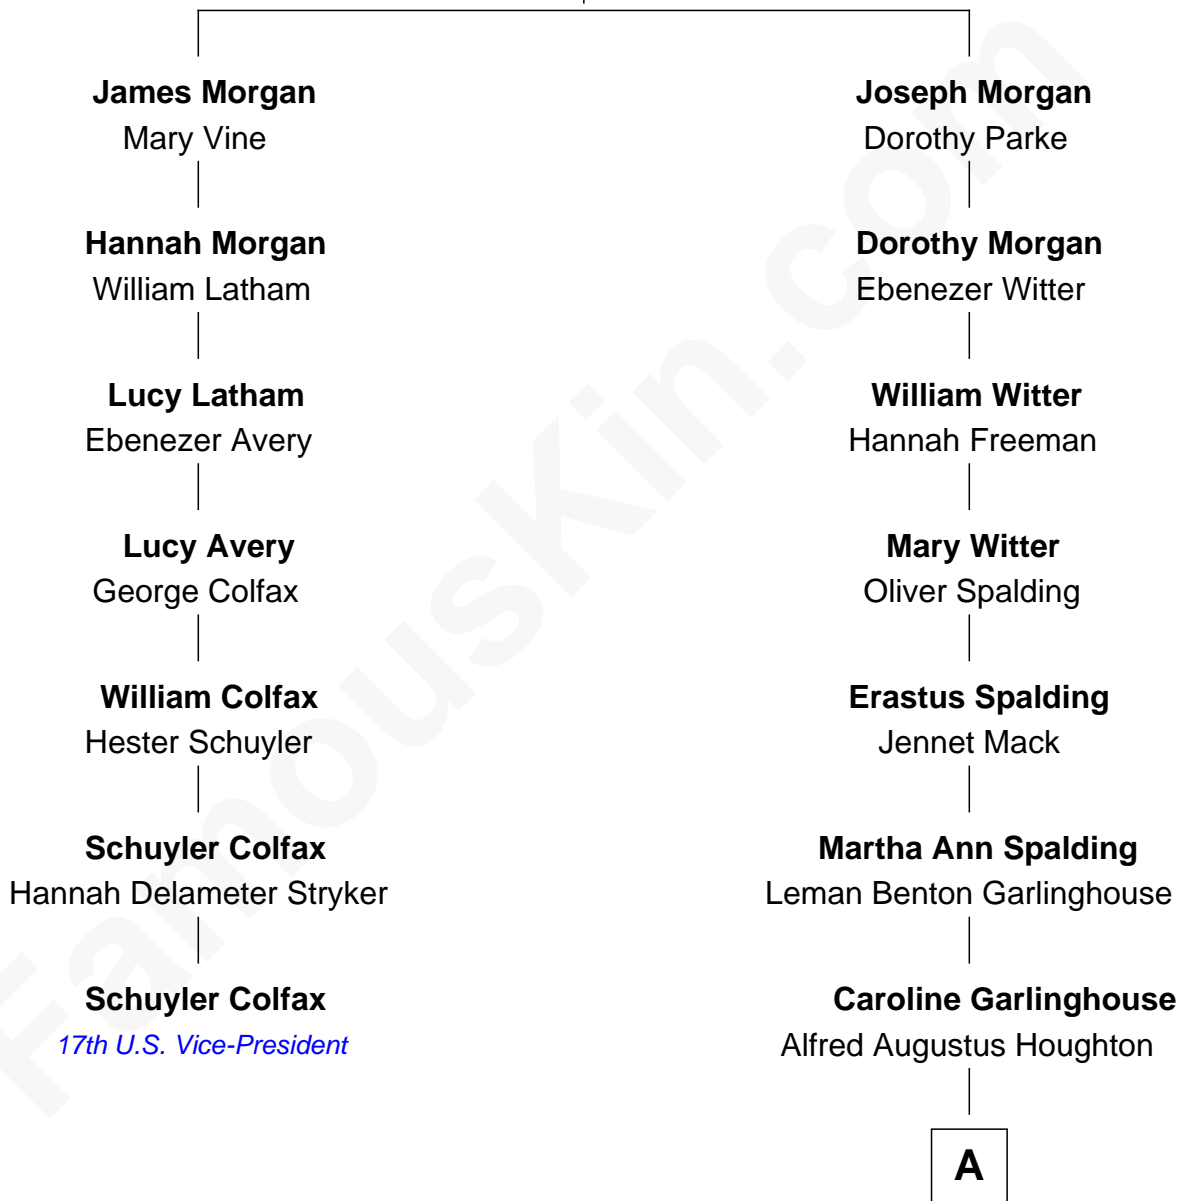 James Morgan
Mary Vine
Hannah Morgan
William Latham
Lucy Latham
Ebenezer Avery
Lucy Avery
George Colfax
William Colfax
Hester Schuyler
Schuyler Colfax
Hannah Delameter Stryker
Schuyler Colfax
17th U.S. Vice-President
Joseph Morgan
Dorothy Parke
Dorothy Morgan
Ebenezer Witter
William Witter
Hannah Freeman
Mary Witter
Oliver Spalding
Erastus Spalding
Jennet Mack
Martha Ann Spalding
Leman Benton Garlinghouse
Caroline Garlinghouse
Alfred Augustus Houghton
A
FamousKin.com